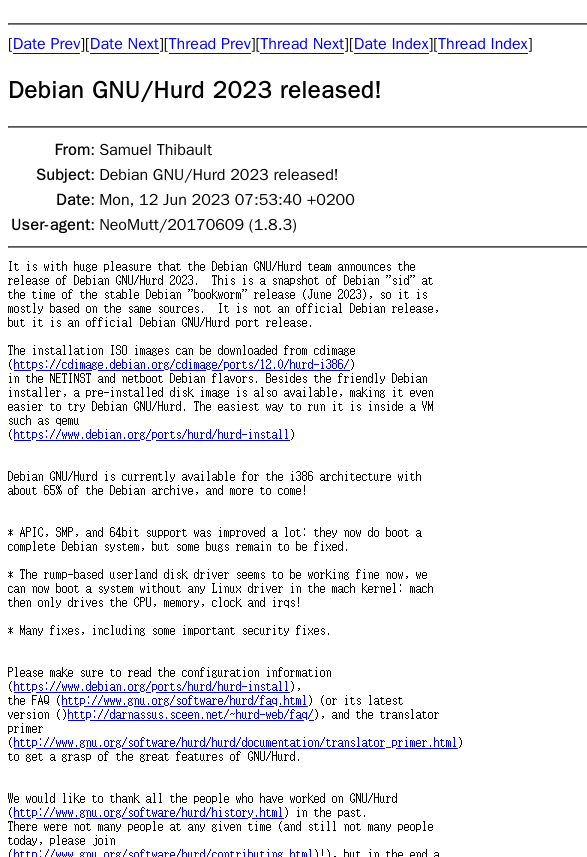 [Date Prev][Date Next][Thread Prev][Thread Next][Date Index][Thread Index]
Debian GNU/Hurd 2023 released!
From: Samuel Thibault
Subject: Debian GNU/Hurd 2023 released!
Date: Mon, 12 Jun 2023 07:53:40 +0200
User-agent: NeoMutt/20170609 (1.8.3)
It is with huge pleasure that the Debian GNU/Hurd team announces the
release of Debian GNU/Hurd 2023.  This is a snapshot of Debian "sid" at
the time of the stable Debian "bookworm" release (June 2023), so it is
mostly based on the same sources.  It is not an official Debian release,
but it is an official Debian GNU/Hurd port release.
The installation ISO images can be downloaded from cdimage
(https://cdimage.debian.org/cdimage/ports/12.0/hurd-i386/)
in the NETINST and netboot Debian flavors. Besides the friendly Debian
installer, a pre-installed disk image is also available, making it even
easier to try Debian GNU/Hurd. The easiest way to run it is inside a VM
such as qemu
(https://www.debian.org/ports/hurd/hurd-install)
Debian GNU/Hurd is currently available for the i386 architecture with
about 65% of the Debian archive, and more to come!
* APIC, SMP, and 64bit support was improved a lot: they now do boot a
complete Debian system, but some bugs remain to be fixed.
* The rump-based userland disk driver seems to be working fine now, we
can now boot a system without any Linux driver in the mach kernel: mach
then only drives the CPU, memory, clock and irqs!
* Many fixes, including some important security fixes.
Please make sure to read the configuration information
(https://www.debian.org/ports/hurd/hurd-install),
the FAQ (http://www.gnu.org/software/hurd/faq.html) (or its latest
version ()http://darnassus.sceen.net/~hurd-web/faq/), and the translator
primer
(http://www.gnu.org/software/hurd/hurd/documentation/translator_primer.html)
to get a grasp of the great features of GNU/Hurd.
We would like to thank all the people who have worked on GNU/Hurd
(http://www.gnu.org/software/hurd/history.html) in the past.
There were not many people at any given time (and still not many people
today, please join
(http://www.gnu.org/software/hurd/contributing.html)!), but in the end a